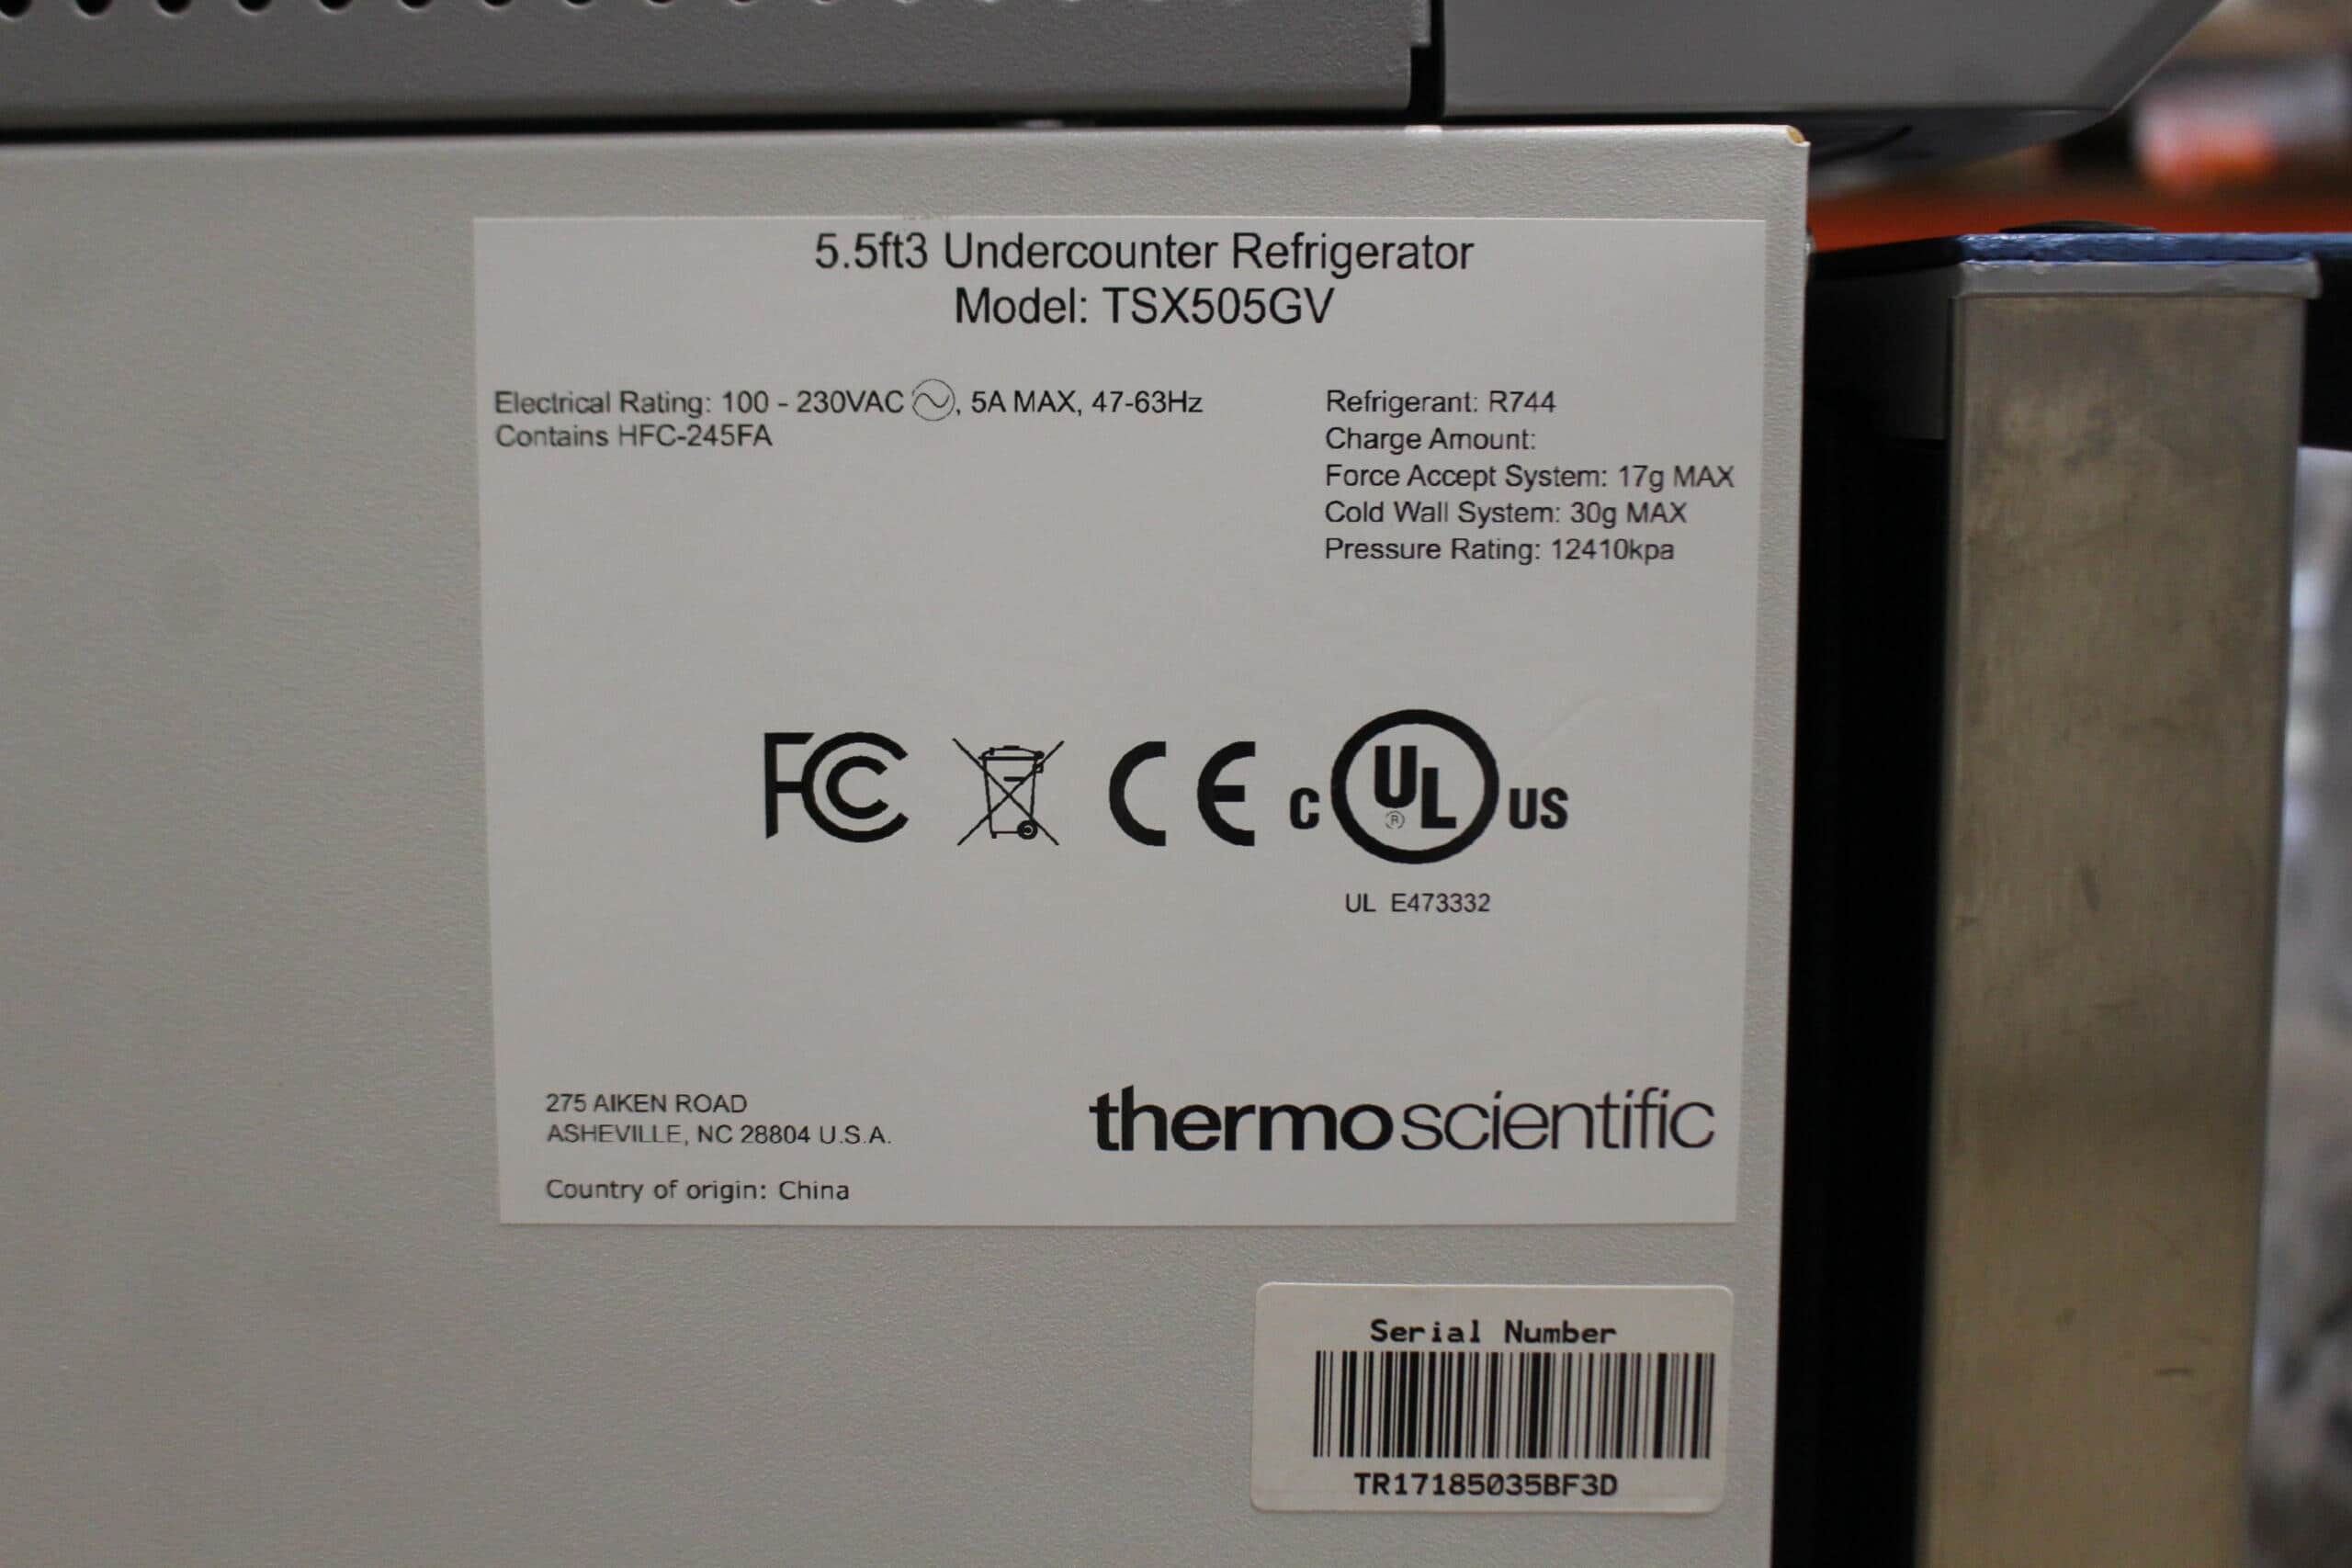 5.5ft3 Undercounter Refrigerator
Model: TSX505GV
Electrical Rating: 100 - 230VAC, 5A MAX, 47-63Hz
Contains HFC-245FA
Refrigerant: R744
Charge Amount:
Force Accept System: 17g MAX
Cold Wall System: 30g MAX
Pressure Rating: 12410kpa
FC CE c UL ® US
UL E473332
275 AIKEN ROAD
ASHEVILLE, NC 28804 U.S.A.
Country of origin: China
thermo scientific
Serial Number
TR17185035BF3D